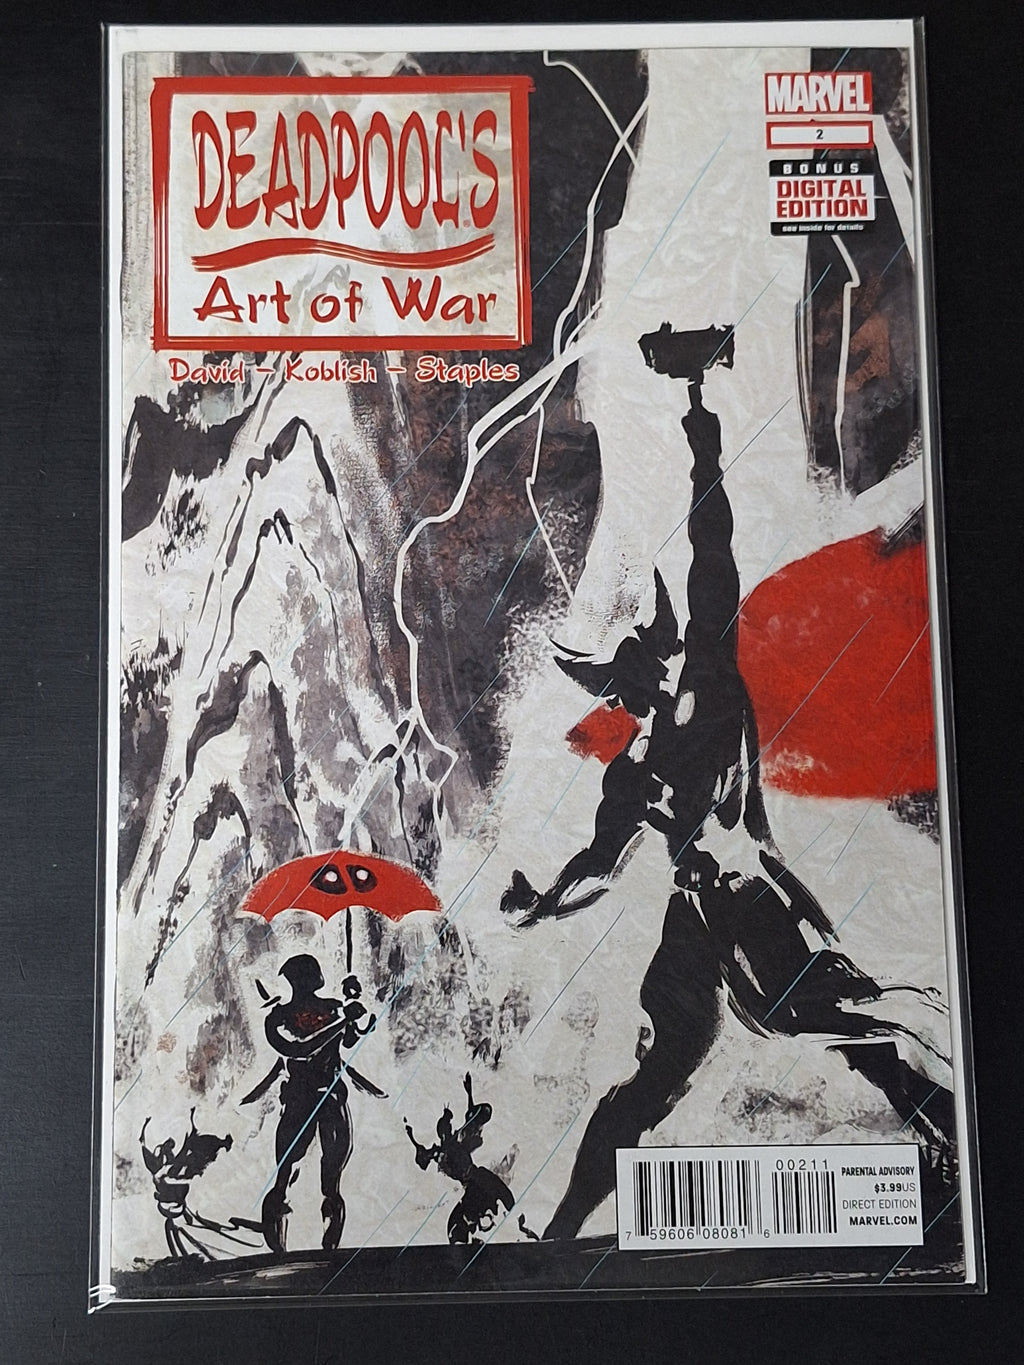 DEADPOOL'S
Art of War
David - Koblish - Staples
MARVEL
2
BONUS
DIGITAL
EDITION
see inside for details
00211
7 59606 08081 6
PARENTAL ADVISORY
$3.99US
DIRECT EDITION
MARVEL.COM